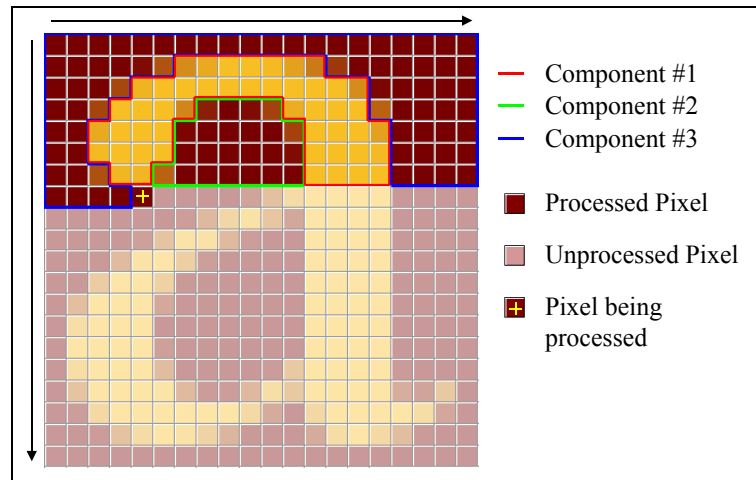 Component #1
Component #2
Component #3
Processed Pixel
Unprocessed Pixel
Pixel being
processed